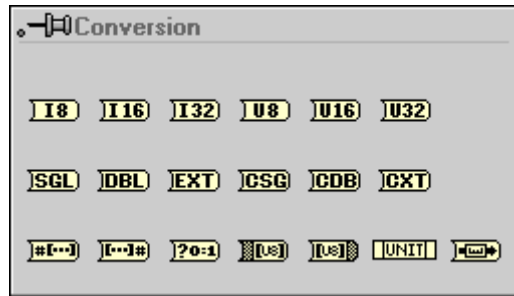 Conversion
I8 I16 I32 U8 U16 U32
SGL DBL EXT CSG CDB CXT
#[···] [···]# ?0:1 [U8] [U8] UNIT